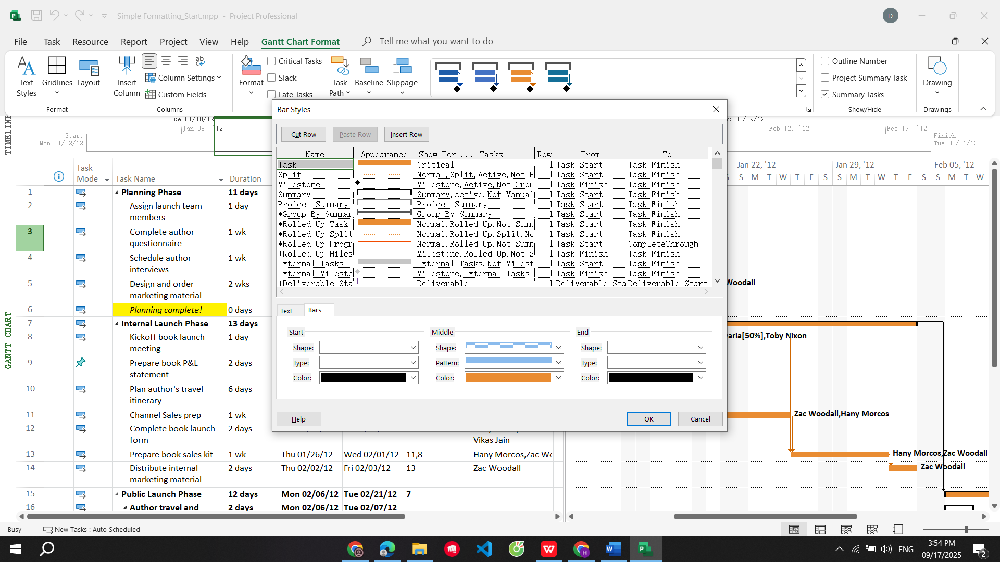 Simple Formatting_Start.mpp - Project Professional
D
File Task Resource Report Project View Help Gantt Chart Format Tell me what you want to do
Text Styles
Gridlines
Layout
Format
Insert Column
Column Settings
Custom Fields
Columns
Format
Critical Tasks
Slack
Late Tasks
Task Path
Baseline
Slippage
Outline Number
Project Summary Task
Summary Tasks
Show/Hide
Drawing
Drawings
TIMELINE
Tue 01/10/12
Jan 08, '12
Start
Mon 01/02/12
u 02/09/12
Feb 12, '12
Feb 19, '12
Finish
Tue 02/21/12
Bar Styles
Cut Row Paste Row Insert Row
Name Appearance Show For ... Tasks Row From To
Task Critical 1 Task Start Task Finish
Split Normal,Split,Active,Not M 1 Task Start Task Finish
Milestone Milestone,Active,Not Grou 1 Task Finish Task Finish
Summary Summary,Active,Not Manual 1 Task Start Task Finish
Project Summary Project Summary 1 Task Start Task Finish
*Group By Summar Group By Summary 1 Task Start Task Finish
*Rolled Up Task Normal,Rolled Up,Not Summ 1 Task Start Task Finish
*Rolled Up Split Normal,Rolled Up,Split,Nc 1 Task Start Task Finish
*Rolled Up Progr Normal,Rolled Up,Not Summ 1 Task Start CompleteThrough
*Rolled Up Miles Milestone,Rolled Up,Not S 1 Task Finish Task Finish
External Tasks External Tasks,Not Milest 1 Task Start Task Finish
External Milesto Milestone,External Tasks 1 Task Finish Task Finish
*Deliverable Sta Deliverable 1 Deliverable Sta Deliverable Start
Text Bars
Start Middle End
Shape: Shape: Shape:
Type: Pattern: Type:
Color: Color: Color:
Help OK Cancel
GANTT CHART
Task Mode Task Name Duration
Jan 22, '12 Jan 29, '12 Feb 05, '12
S S M T W T F S S M T W T F S S M T W
1 Planning Phase 11 days
2 Assign launch team members 1 day
3 Complete author questionnaire 1 wk
4 Schedule author interviews 1 wk
5 Design and order marketing material 2 wks
Woodall
6 Planning complete! 0 days
7 Internal Launch Phase 13 days
8 Kickoff book launch meeting 1 day
aria[50%],Toby Nixon
9 Prepare book P&L statement 2 days
10 Plan author's travel itinerary 6 days
11 Channel Sales prep 1 wk
Zac Woodall,Hany Morcos
12 Complete book launch form 2 days
Vikas Jain
13 Prepare book sales kit 1 wk Thu 01/26/12 Wed 02/01/12 11,8 Hany Morcos,Zac Wo
Hany Morcos,Zac Woodall
14 Distribute internal marketing material 2 days Thu 02/02/12 Fri 02/03/12 13 Zac Woodall
Zac Woodall
15 Public Launch Phase 12 days Mon 02/06/12 Tue 02/21/12 7
16 Author travel and 2 days Mon 02/06/12 Tue 02/07/12
Busy New Tasks : Auto Scheduled
ENG
3:54 PM
09/17/2025
2